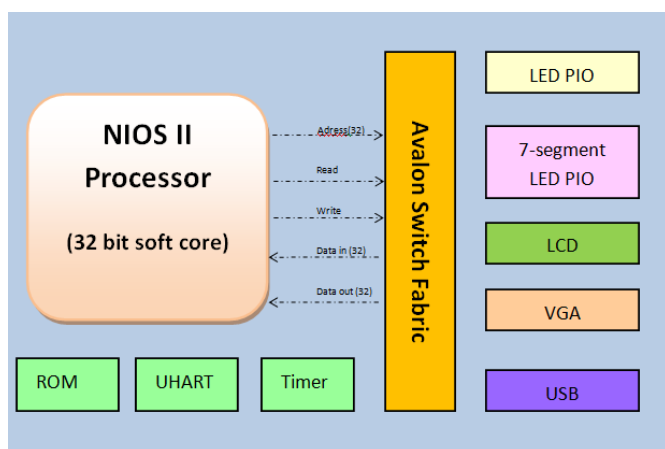 NIOS II
Processor
(32 bit soft core)
Adress(32)
Read
Write
Data in (32)
Data out (32)
Avalon Switch Fabric
LED PIO
7-segment
LED PIO
LCD
VGA
USB
ROM
UHART
Timer